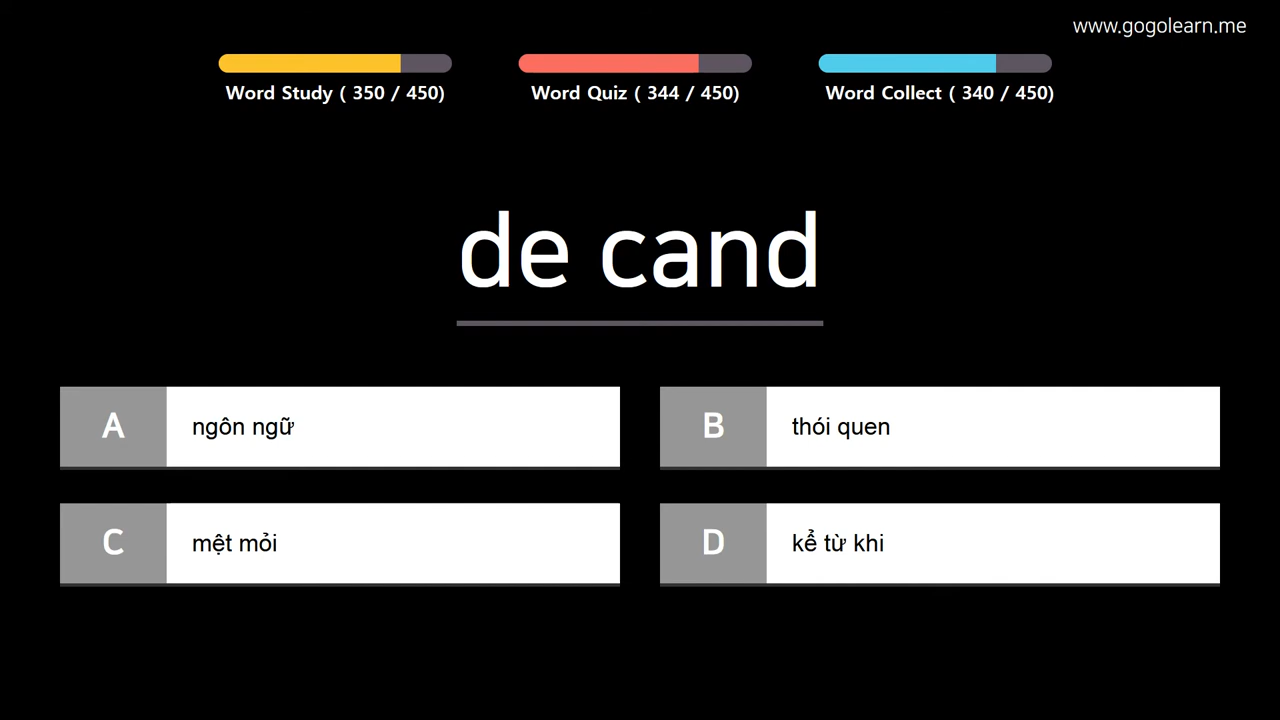 www.gogolearn.me
Word Study ( 350 / 450)
Word Quiz ( 344 / 450)
Word Collect ( 340 / 450)
de cand
A
ngôn ngữ
B
thói quen
C
mệt mỏi
D
kể từ khi